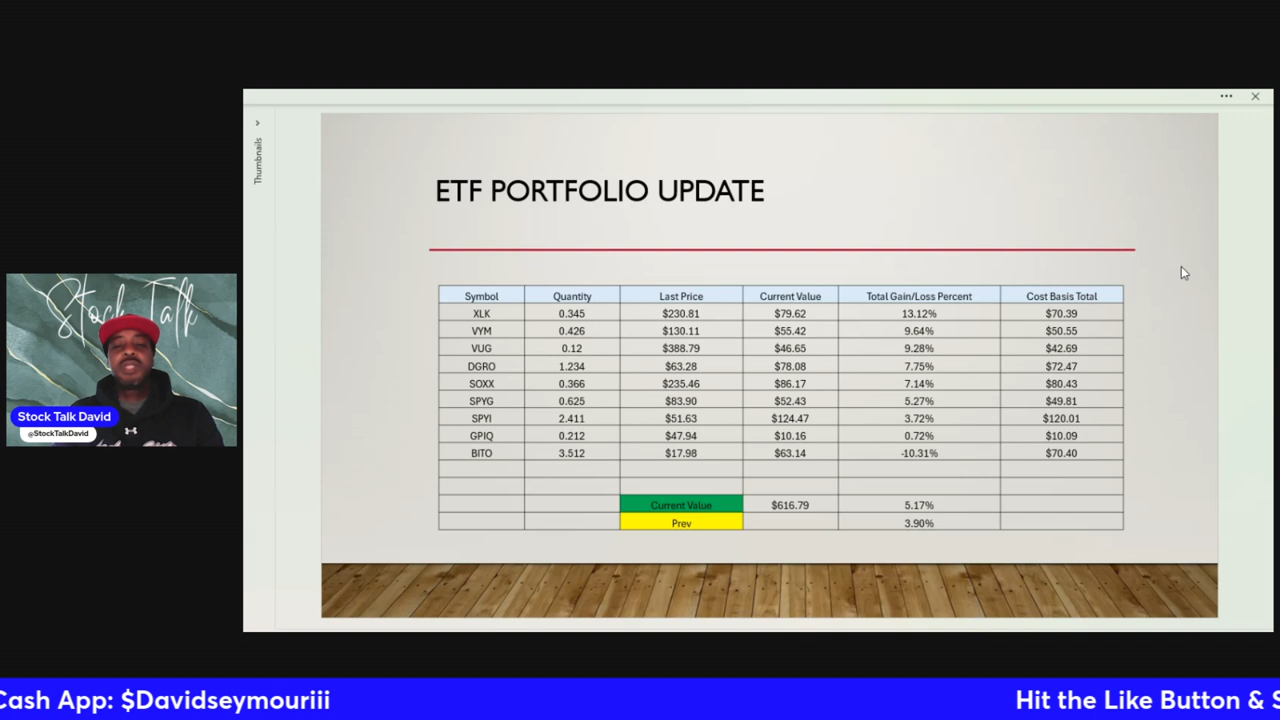 Thumbnails
ETF PORTFOLIO UPDATE
Symbol Quantity Last Price Current Value Total Gain/Loss Percent Cost Basis Total
XLK 0.345 $230.81 $79.62 13.12% $70.39
VYM 0.426 $130.11 $55.42 9.64% $50.55
VUG 0.12 $388.79 $46.65 9.28% $42.69
DGRO 1.234 $63.28 $78.08 7.75% $72.47
SOXX 0.366 $235.46 $86.17 7.14% $80.43
SPYG 0.625 $83.90 $52.43 5.27% $49.81
SPYI 2.411 $51.63 $124.47 3.72% $120.01
GPIQ 0.212 $47.94 $10.16 0.72% $10.09
BITO 3.512 $17.98 $63.14 -10.31% $70.40
Current Value $616.79 5.17%
Prev 3.90%
Stock Talk
Stock Talk David
@StockTalkDavid
Cash App: $Davidseymouriii
Hit the Like Button & S